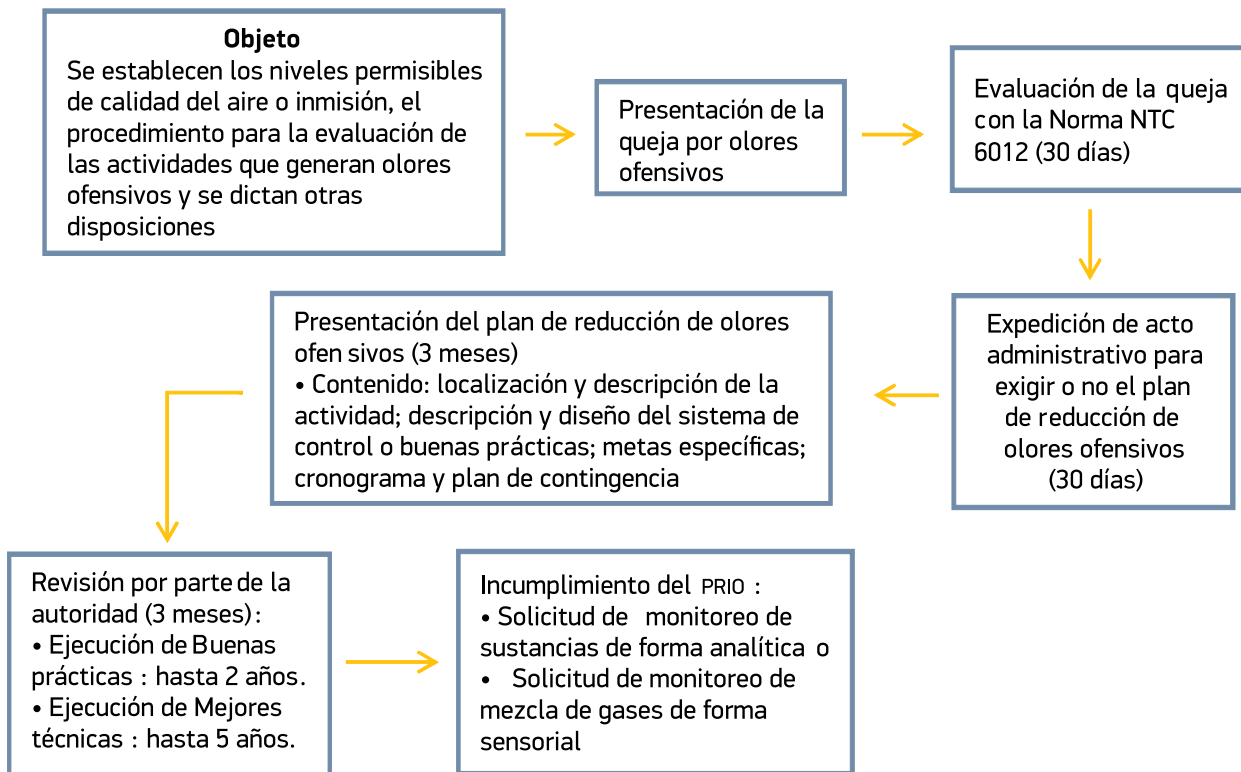 Objeto
Se establecen los niveles permisibles
de calidad del aire o inmisión, el
procedimiento para la evaluación de
las actividades que generan olores
ofensivos y se dictan otras
disposiciones
Presentación de la
queja por olores
ofensivos
Evaluación de la queja
con la Norma NTC
6012 (30 días)
Expedición de acto
administrativo para
exigir o no el plan
de reducción de
olores ofensivos
(30 días)
Presentación del plan de reducción de olores
ofen sivos (3 meses)
• Contenido: localización y descripción de la
actividad; descripción y diseño del sistema de
control o buenas prácticas; metas específicas;
cronograma y plan de contingencia
Revisión por parte de la
autoridad (3 meses):
• Ejecución de Buenas
prácticas : hasta 2 años.
• Ejecución de Mejores
técnicas : hasta 5 años.
Incumplimiento del PRIO :
• Solicitud de monitoreo de
sustancias de forma analítica o
• Solicitud de monitoreo de
mezcla de gases de forma
sensorial